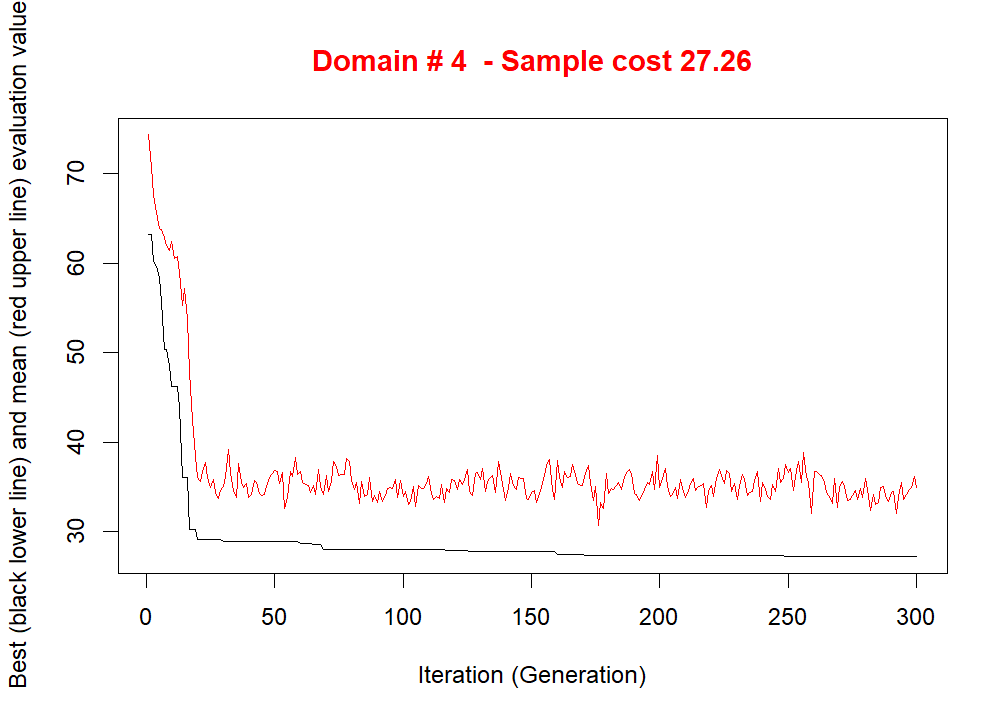 Domain # 4 - Sample cost 27.26
Best (black lower line) and mean (red upper line) evaluation value
70
60
50
40
30
0 50 100 150 200 250 300
Iteration (Generation)